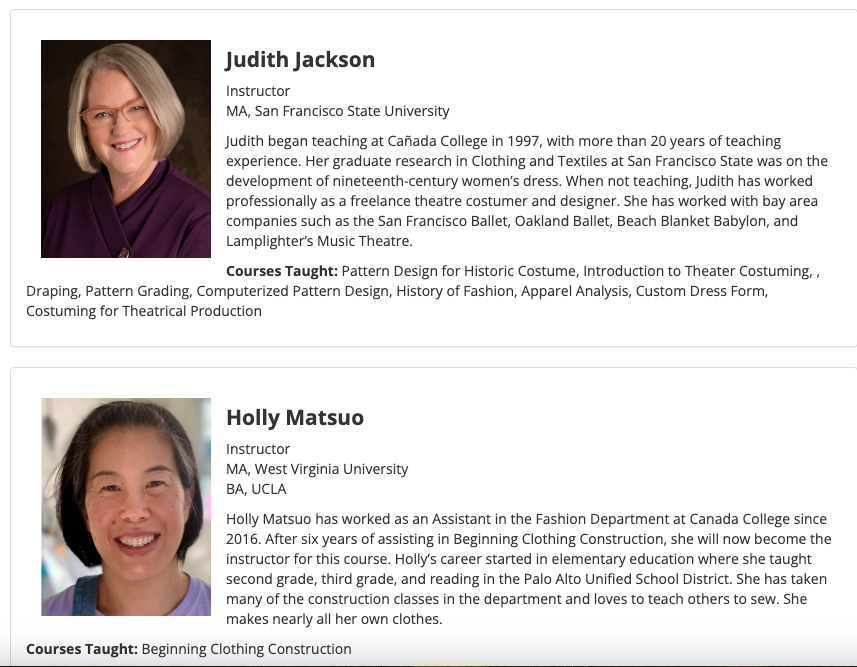 Judith Jackson
Instructor
MA, San Francisco State University
Judith began teaching at Cañada College in 1997, with more than 20 years of teaching
experience. Her graduate research in Clothing and Textiles at San Francisco State was on the
development of nineteenth-century women’s dress. When not teaching, Judith has worked
professionally as a freelance theatre costumer and designer. She has worked with bay area
companies such as the San Francisco Ballet, Oakland Ballet, Beach Blanket Babylon, and
Lamplighter’s Music Theatre.
Courses Taught: Pattern Design for Historic Costume, Introduction to Theater Costuming, ,
Draping, Pattern Grading, Computerized Pattern Design, History of Fashion, Apparel Analysis, Custom Dress Form,
Costuming for Theatrical Production
Holly Matsuo
Instructor
MA, West Virginia University
BA, UCLA
Holly Matsuo has worked as an Assistant in the Fashion Department at Canada College since
2016. After six years of assisting in Beginning Clothing Construction, she will now become the
instructor for this course. Holly’s career started in elementary education where she taught
second grade, third grade, and reading in the Palo Alto Unified School District. She has taken
many of the construction classes in the department and loves to teach others to sew. She
makes nearly all her own clothes.
Courses Taught: Beginning Clothing Construction